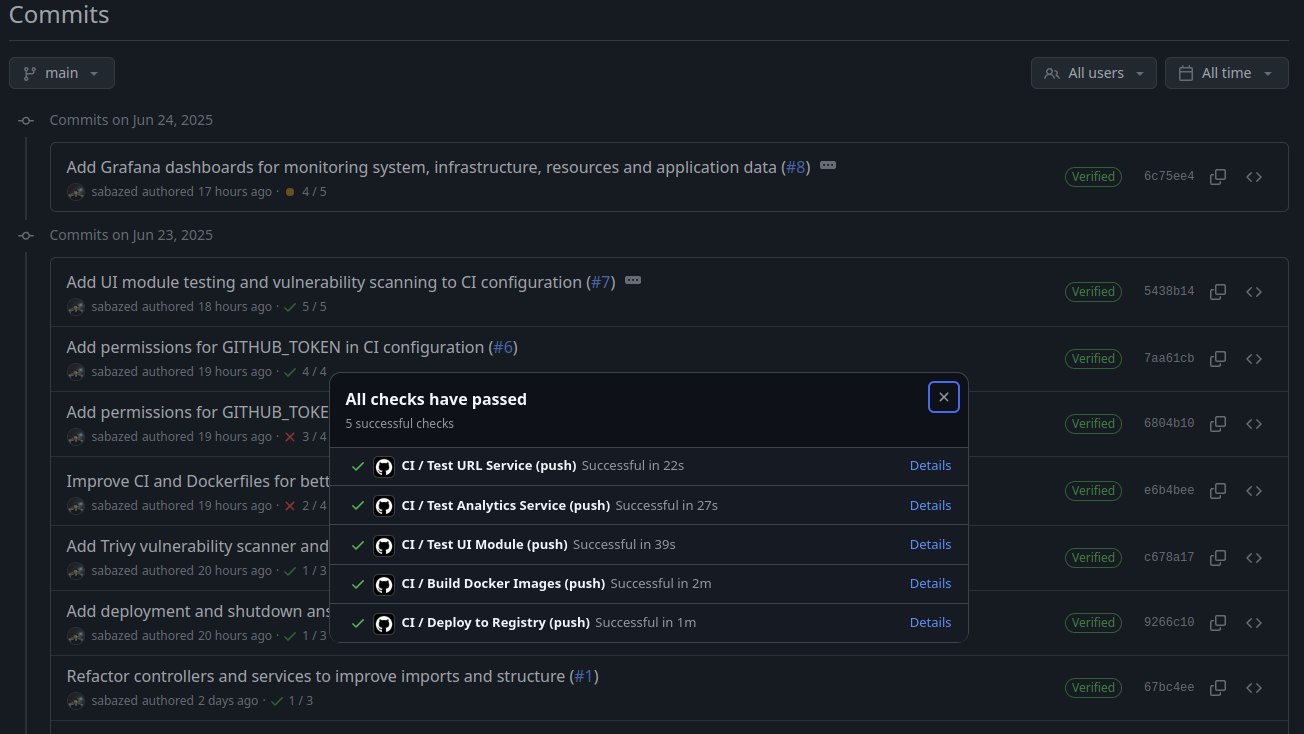 Commits
main
All users
All time
Commits on Jun 24, 2025
Add Grafana dashboards for monitoring system, infrastructure, resources and application data (#8)
sabazed authored 17 hours ago · 4 / 5
Verified
6c75ee4
Commits on Jun 23, 2025
Add UI module testing and vulnerability scanning to CI configuration (#7)
sabazed authored 18 hours ago · 5 / 5
Verified
5438b14
Add permissions for GITHUB_TOKEN in CI configuration (#6)
sabazed authored 19 hours ago · 4 / 4
Verified
7aa61cb
Add permissions for GITHUB_TOKE
sabazed authored 19 hours ago · 3 / 4
Verified
6804b10
Improve CI and Dockerfiles for bett
sabazed authored 19 hours ago · 2 / 4
Verified
e6b4bee
Add Trivy vulnerability scanner and
sabazed authored 20 hours ago · 1 / 3
Verified
c678a17
Add deployment and shutdown ans
sabazed authored 20 hours ago · 1 / 3
Verified
9266c10
Refactor controllers and services to improve imports and structure (#1)
sabazed authored 2 days ago · 1 / 3
Verified
67bc4ee
All checks have passed
5 successful checks
CI / Test URL Service (push) Successful in 22s Details
CI / Test Analytics Service (push) Successful in 27s Details
CI / Test UI Module (push) Successful in 39s Details
CI / Build Docker Images (push) Successful in 2m Details
CI / Deploy to Registry (push) Successful in 1m Details